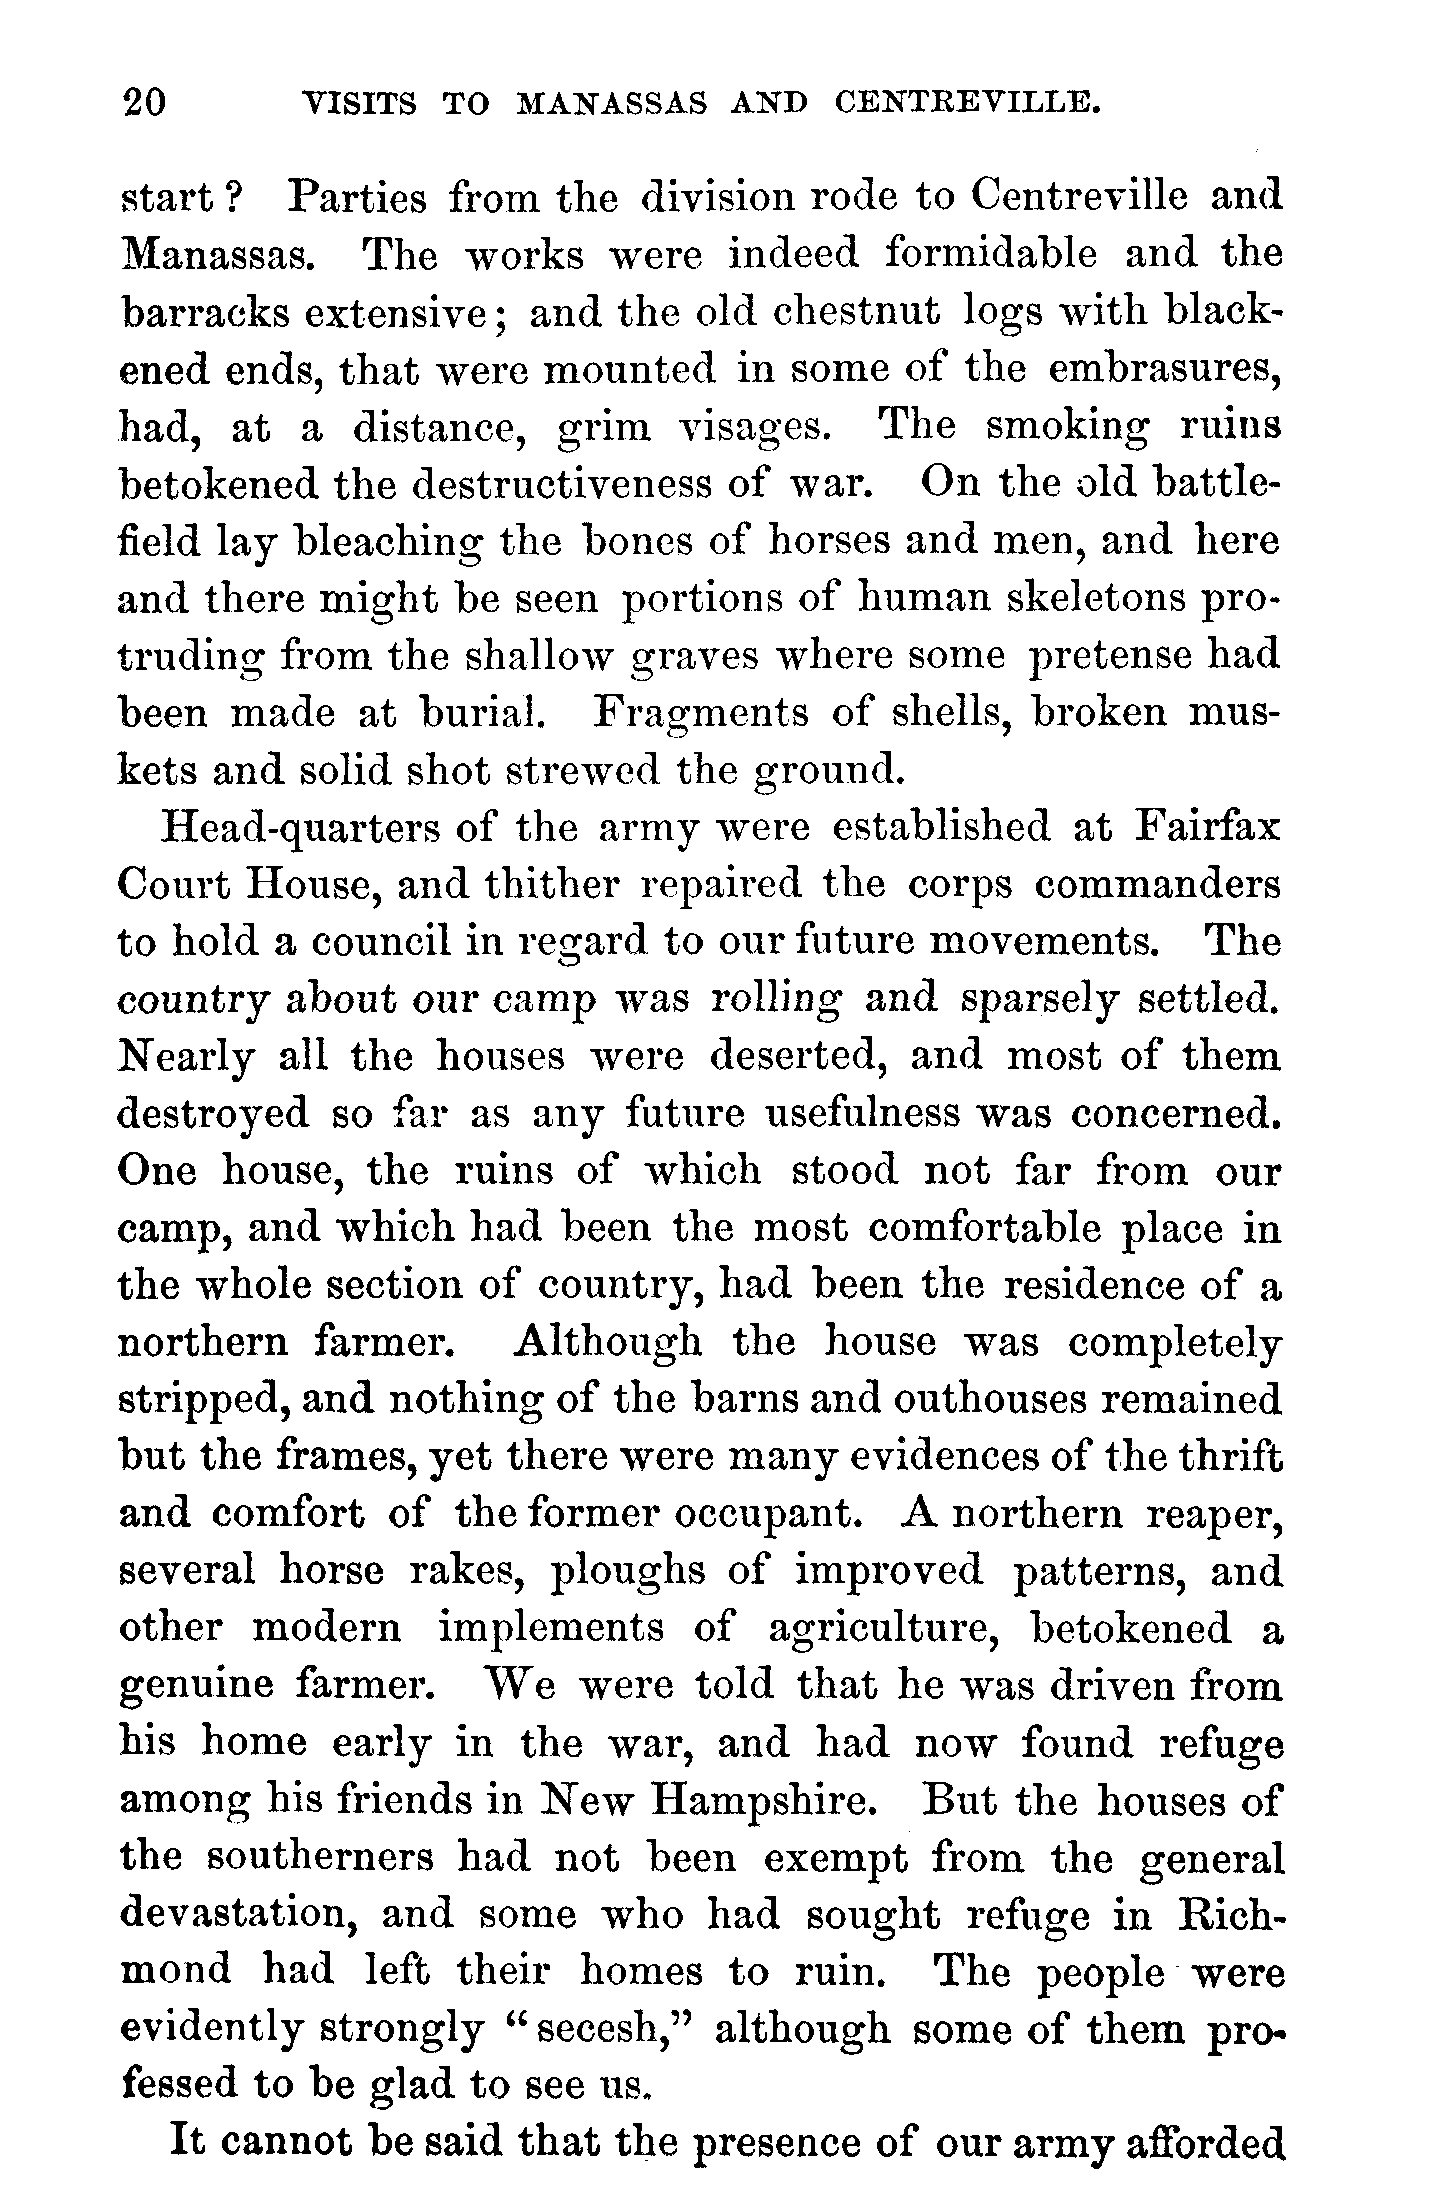 20 VISITS TO MANASSAS AND CENTREVILLE.
start ? Parties from the division rode to Centreville and
Manassas. The works were indeed formidable and the
barracks extensive; and the old chestnut logs with black-
ened ends, that were mounted in some of the embrasures,
had, at a distance, grim visages. The smoking ruins
betokened the destructiveness of war. On the old battle-
field lay bleaching the bones of horses and men, and here
and there might be seen portions of human skeletons pro-
truding from the shallow graves where some pretense had
been made at burial. Fragments of shells, broken mus-
kets and solid shot strewed the ground.
Head-quarters of the army were established at Fairfax
Court House, and thither repaired the corps commanders
to hold a council in regard to our future movements. The
country about our camp was rolling and sparsely settled.
Nearly all the houses were deserted, and most of them
destroyed so far as any future usefulness was concerned.
One house, the ruins of which stood not far from our
camp, and which had been the most comfortable place in
the whole section of country, had been the residence of a
northern farmer. Although the house was completely
stripped, and nothing of the barns and outhouses remained
but the frames, yet there were many evidences of the thrift
and comfort of the former occupant. A northern reaper,
several horse rakes, ploughs of improved patterns, and
other modern implements of agriculture, betokened a
genuine farmer. We were told that he was driven from
his home early in the war, and had now found refuge
among his friends in New Hampshire. But the houses of
the southerners had not been exempt from the general
devastation, and some who had sought refuge in Rich-
mond had left their homes to ruin. The people were
evidently strongly “secesh,” although some of them pro-
fessed to be glad to see us.
It cannot be said that the presence of our army afforded